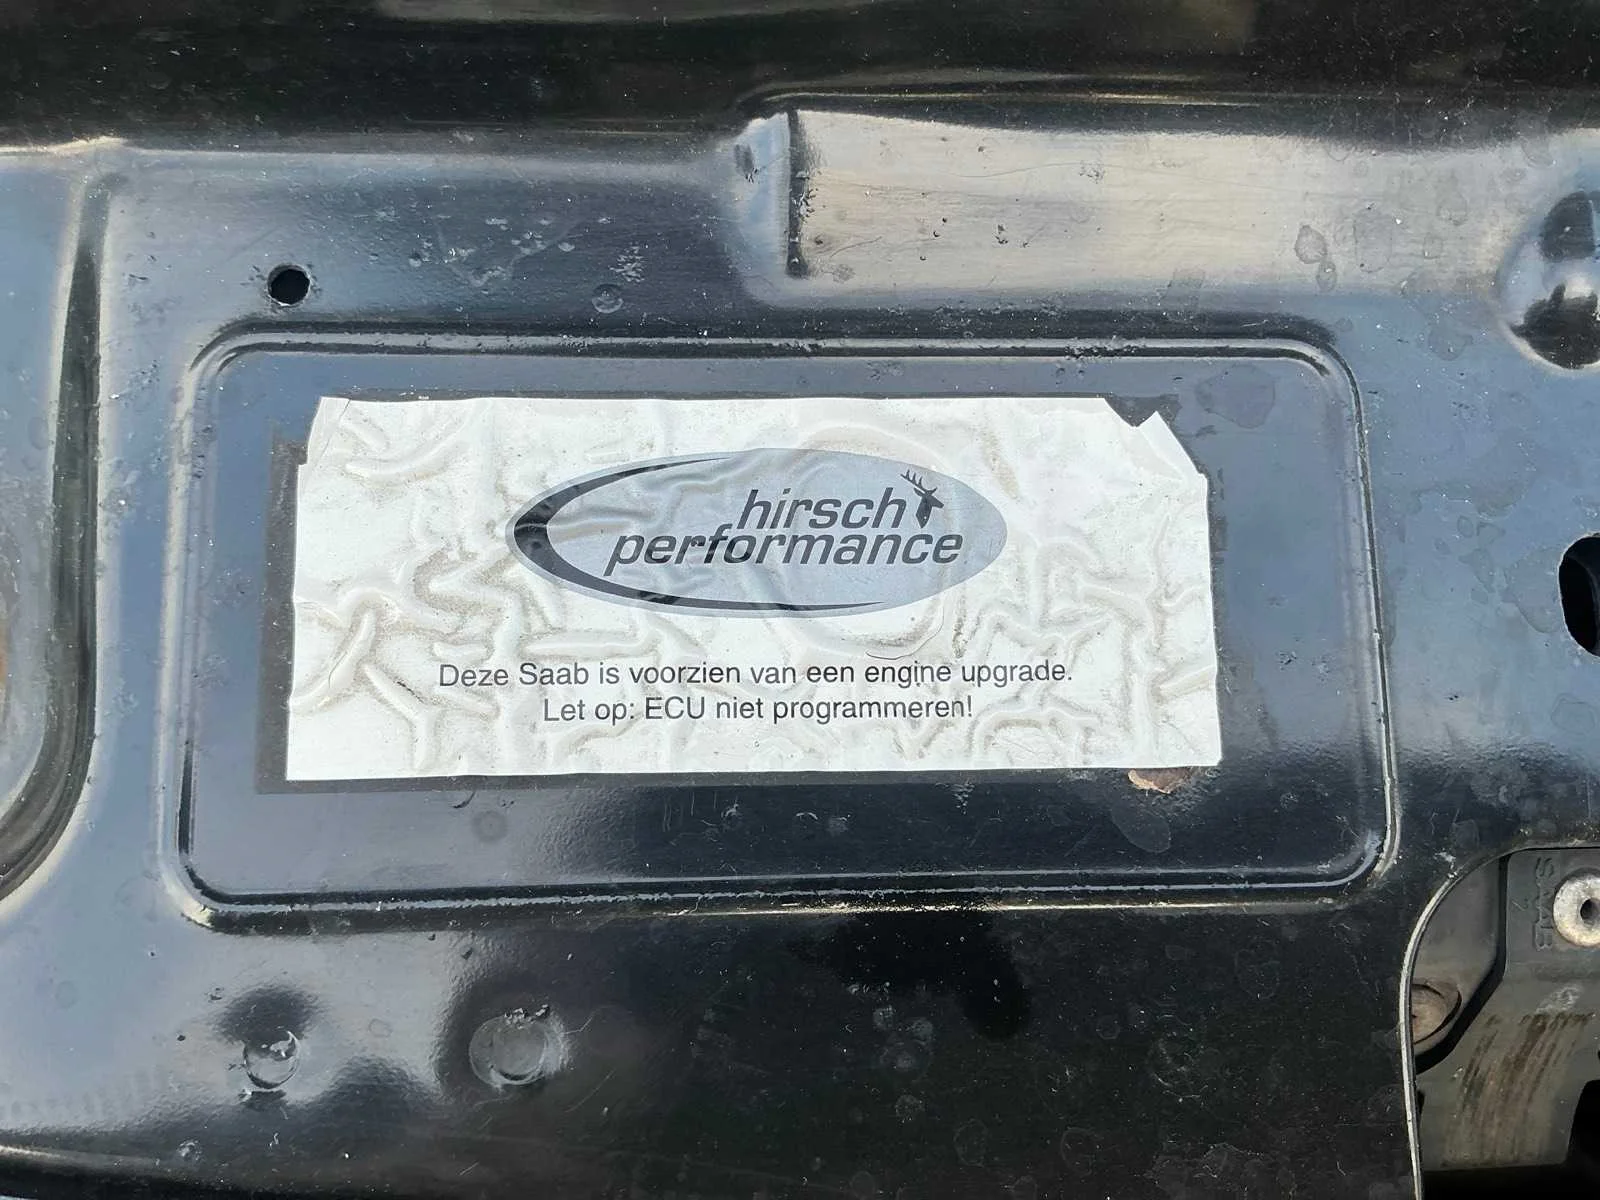 hirsch
performance
Deze Saab is voorzien van een engine upgrade.
Let op: ECU niet programmeren!